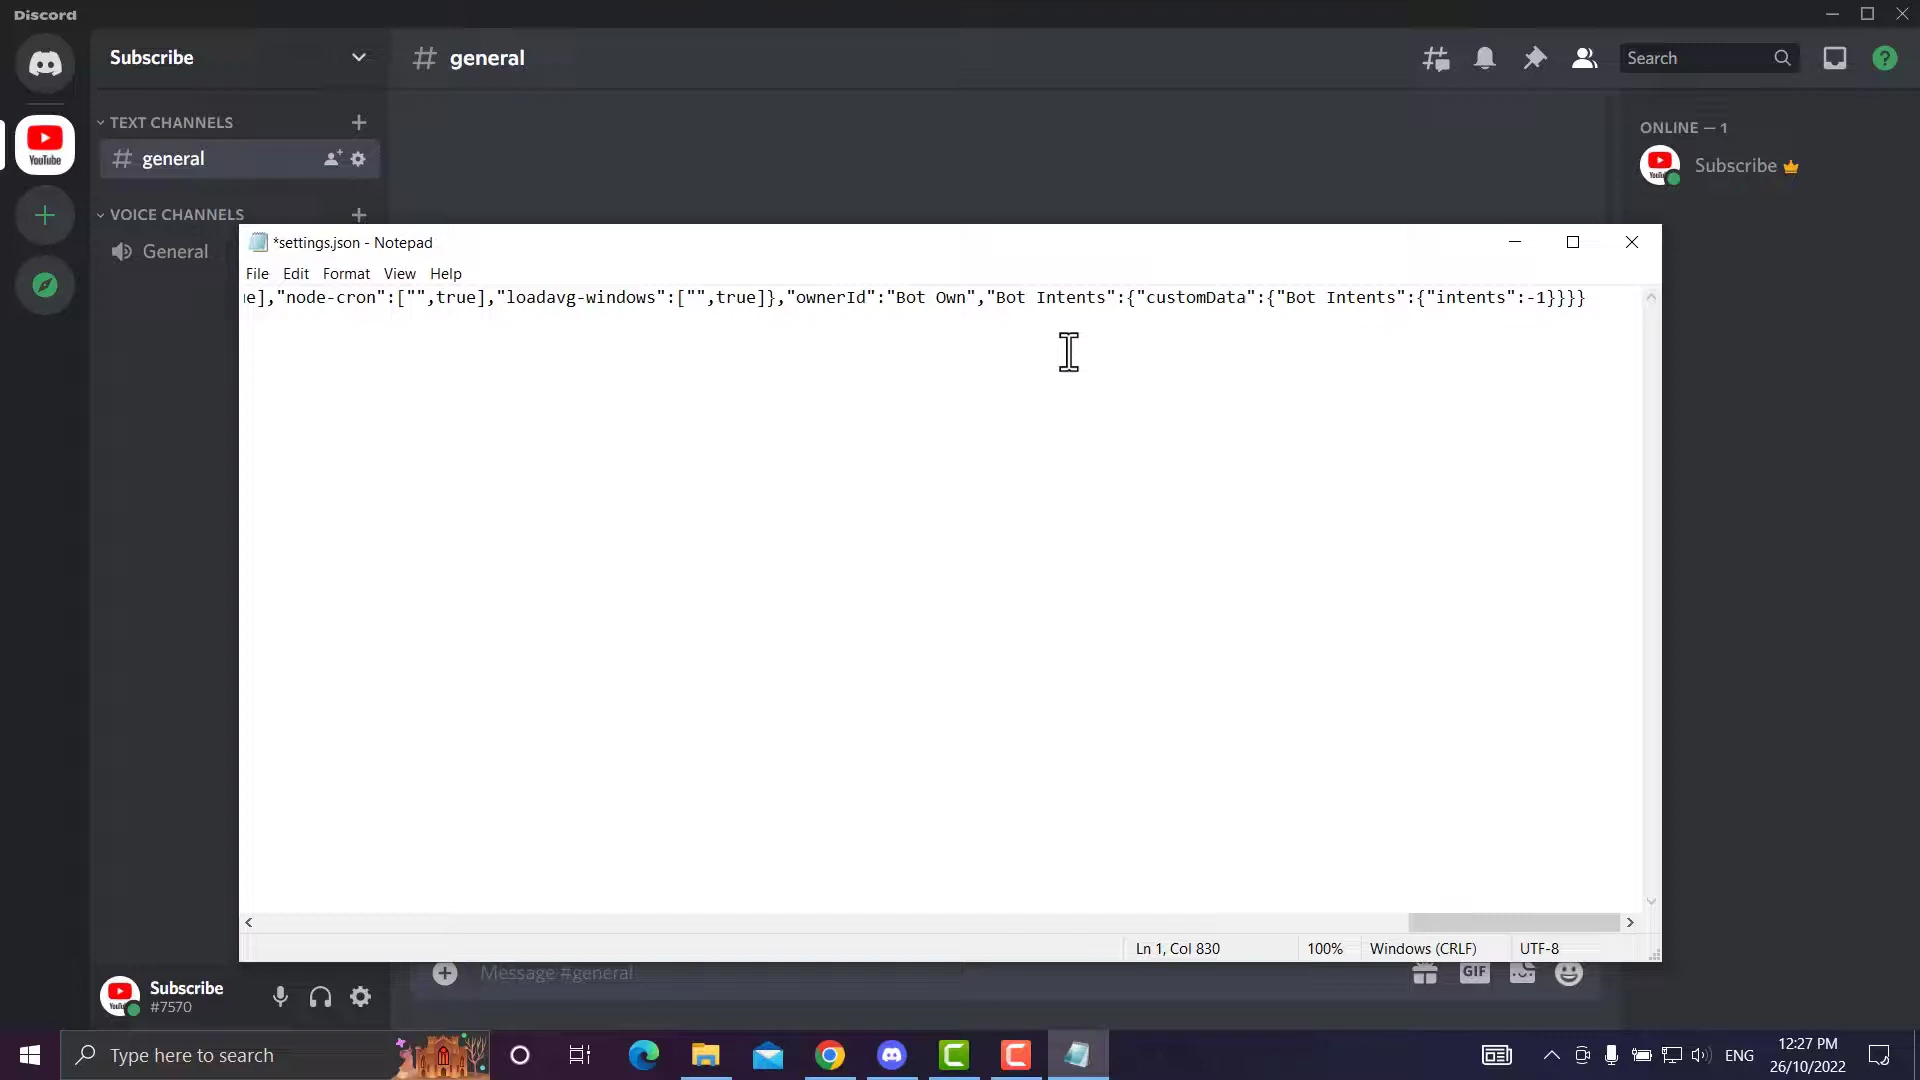 Discord
Subscribe
general
Search
TEXT CHANNELS
general
VOICE CHANNELS
General
ONLINE — 1
Subscribe
YouTube
*settings.json - Notepad
File Edit Format View Help
e],"node-cron":["",true],"loadavg-windows":["",true]},"ownerId":"Bot Own","Bot Intents":{"customData":{"Bot Intents":{"intents":-1}}}}
Ln 1, Col 830
100%
Windows (CRLF)
UTF-8
Message #general
GIF
Subscribe
#7570
Type here to search
ENG
12:27 PM
26/10/2022